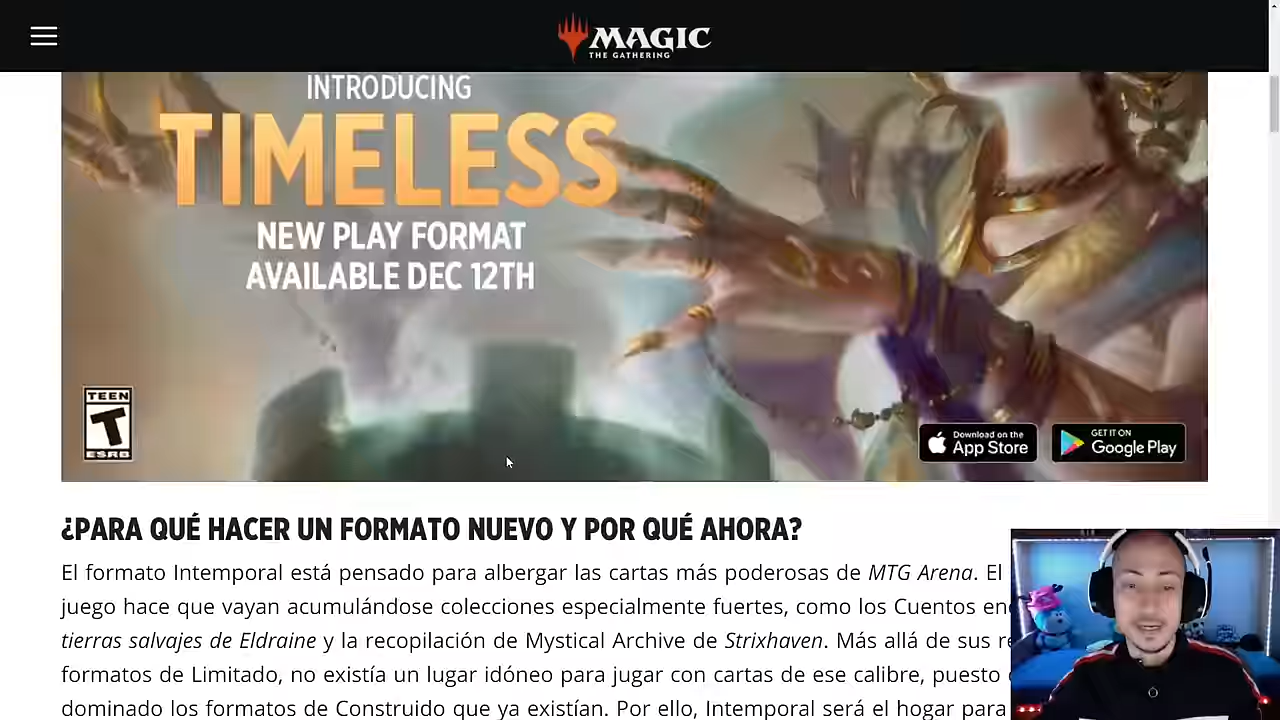 MAGIC
THE GATHERING
INTRODUCING
TIMELESS
NEW PLAY FORMAT
AVAILABLE DEC 12TH
TEEN
T
ESRB
Download on the
App Store
GET IT ON
Google Play
¿PARA QUÉ HACER UN FORMATO NUEVO Y POR QUÉ AHORA?
El formato Intemporal está pensado para albergar las cartas más poderosas de MTG Arena. El
juego hace que vayan acumulándose colecciones especialmente fuertes, como los Cuentos en
tierras salvajes de Eldraine y la recopilación de Mystical Archive de Strixhaven. Más allá de sus r
formatos de Limitado, no existía un lugar idóneo para jugar con cartas de ese calibre, puesto
dominado los formatos de Construido que ya existían. Por ello, Intemporal será el hogar para